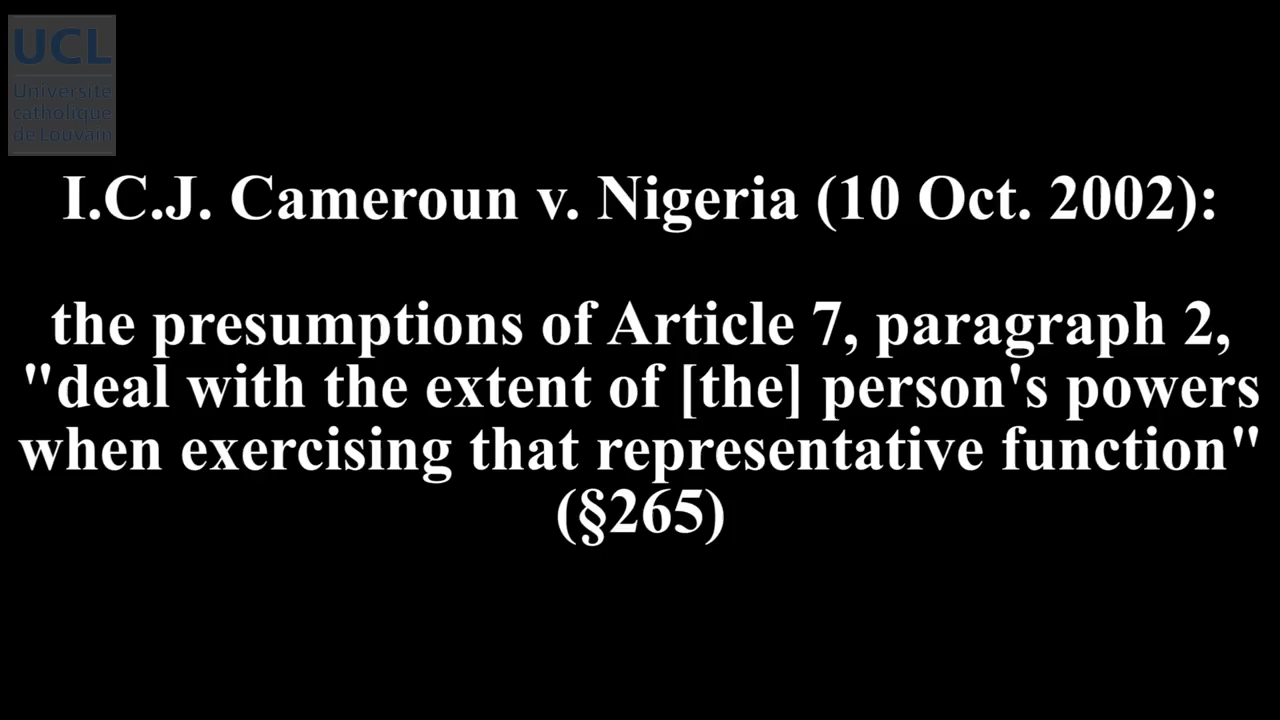 UCL
Université
catholique
de Louvain
I.C.J. Cameroun v. Nigeria (10 Oct. 2002):
the presumptions of Article 7, paragraph 2,
"deal with the extent of [the] person's powers
when exercising that representative function"
(§265)